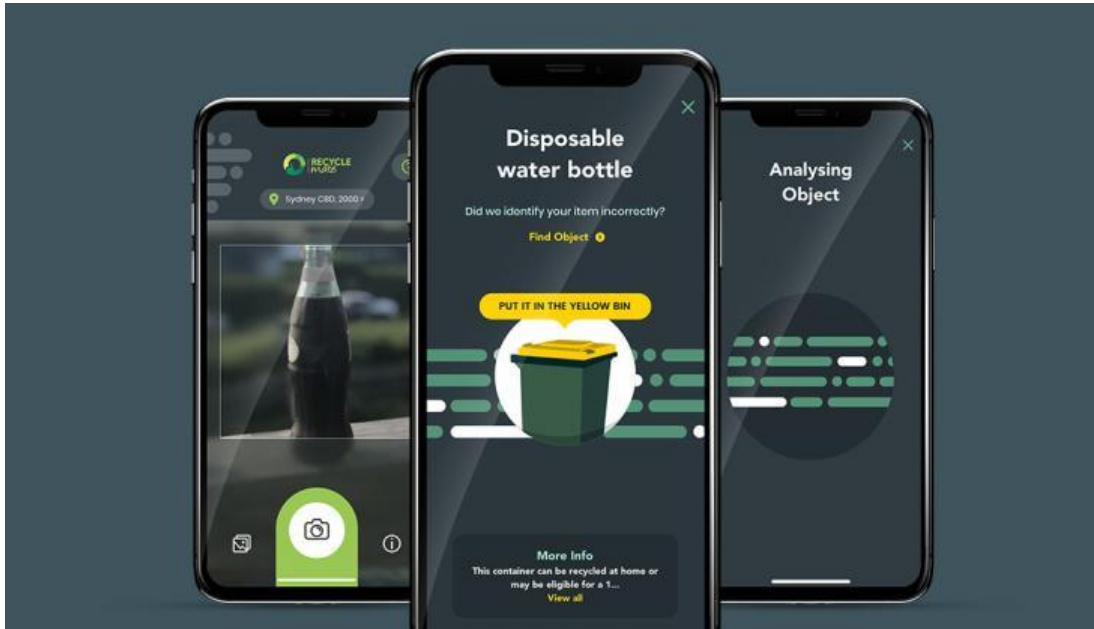 RECYCLE
mate
Sydney CBD, 2000
Disposable
water bottle
Did we identify your item incorrectly?
Find Object
PUT IT IN THE YELLOW BIN
More Info
This container can be recycled at home or
may be eligible for a 1...
View all
Analysing
Object